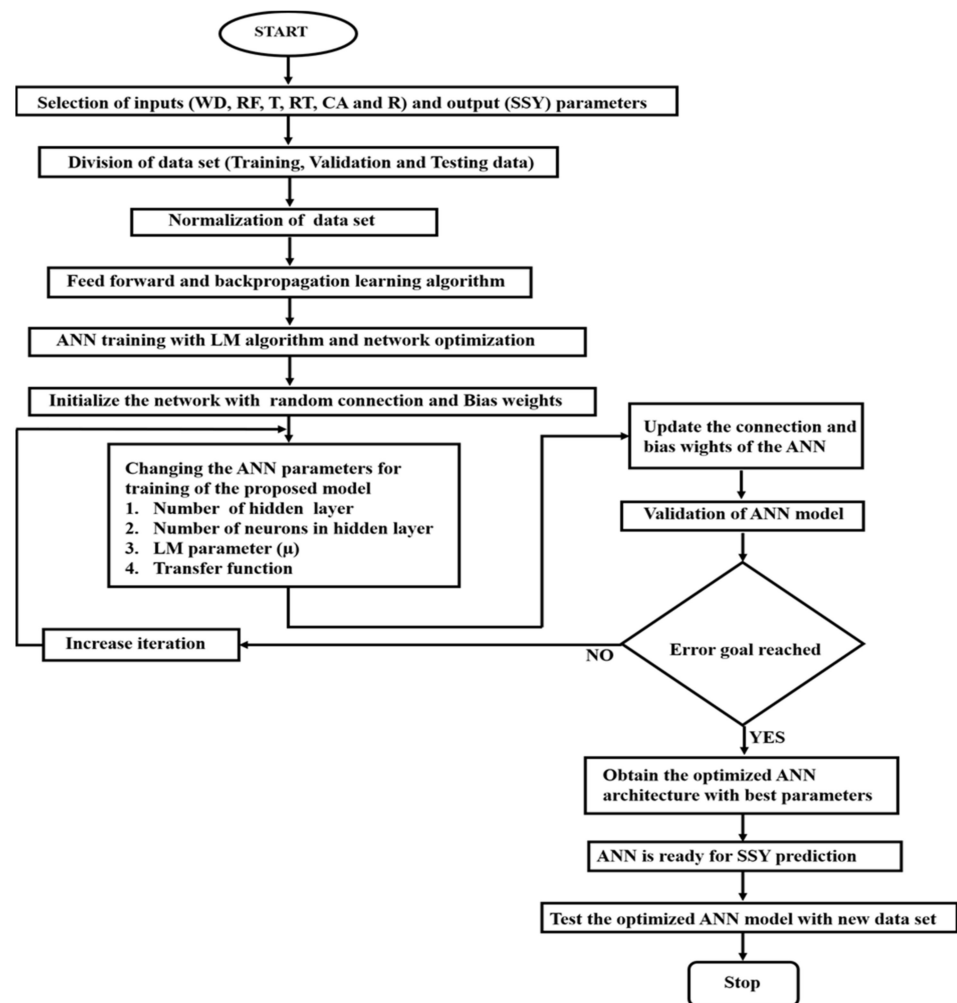 START
Selection of inputs (WD, RF, T, RT, CA and R) and output (SSY) parameters
Division of data set (Training, Validation and Testing data)
Normalization of data set
Feed forward and backpropagation learning algorithm
ANN training with LM algorithm and network optimization
Initialize the network with random connection and Bias weights
Changing the ANN parameters for
training of the proposed model
1. Number of hidden layer
2. Number of neurons in hidden layer
3. LM parameter (μ)
4. Transfer function
Update the connection and
bias wights of the ANN
Validation of ANN model
Error goal reached
NO
Increase iteration
YES
Obtain the optimized ANN
architecture with best parameters
ANN is ready for SSY prediction
Test the optimized ANN model with new data set
Stop